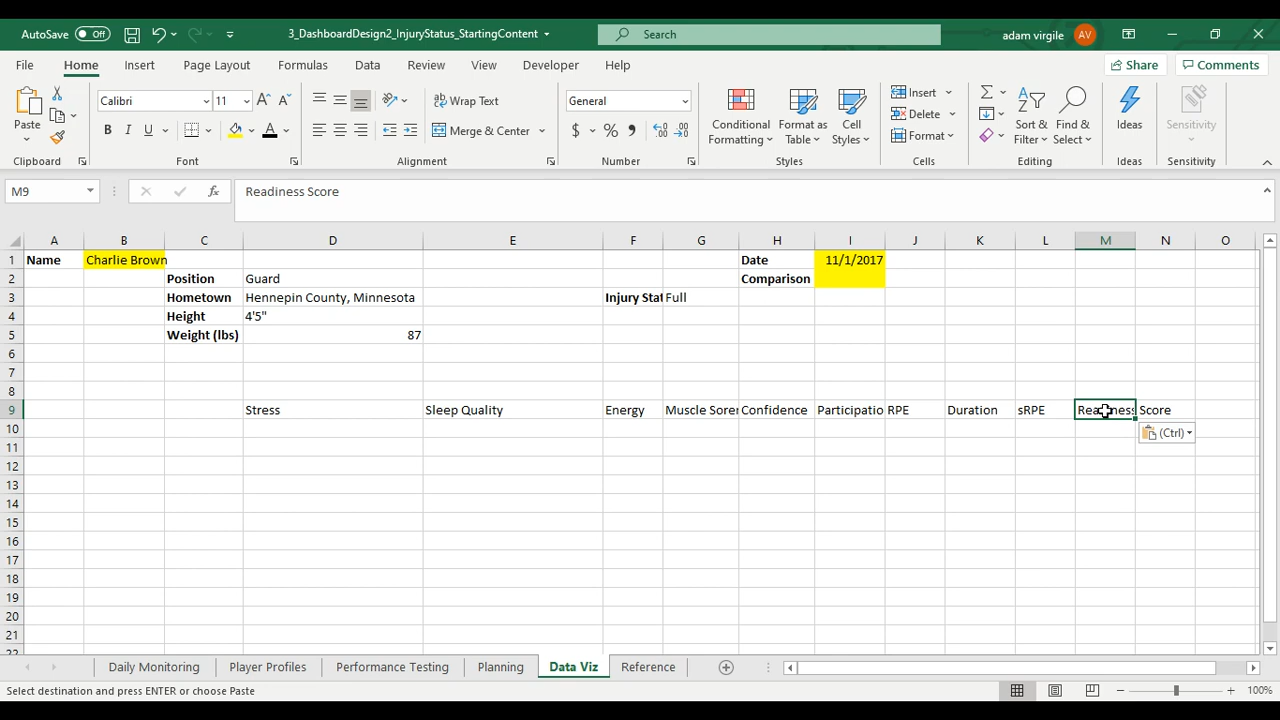 AutoSave Off 3_DashboardDesign2_InjuryStatus_StartingContent Search adam virgile AV
File Home Insert Page Layout Formulas Data Review View Developer Help Share Comments
Paste Calibri 11 A A Wrap Text General Conditional Formatting Format as Table Cell Styles Insert Σ Sort & Filter Find & Select Ideas Sensitivity
B I U A Merge & Center $ % Delete
Format
Clipboard Font Alignment Number Styles Cells Editing Ideas Sensitivity
M9 fx Readiness Score
A B C D E F G H I J K L M N O
1 Name Charlie Brown Date 11/1/2017
2 Position Guard Comparison
3 Hometown Hennepin County, Minnesota Injury Stat Full
4 Height 4'5"
5 Weight (lbs) 87
6
7
8
9 Stress Sleep Quality Energy Muscle Soren Confidence Participatio RPE Duration sRPE Readiness Score
10 (Ctrl)
11
12
13
14
15
16
17
18
19
20
21
22
Daily Monitoring Player Profiles Performance Testing Planning Data Viz Reference
Select destination and press ENTER or choose Paste 100%